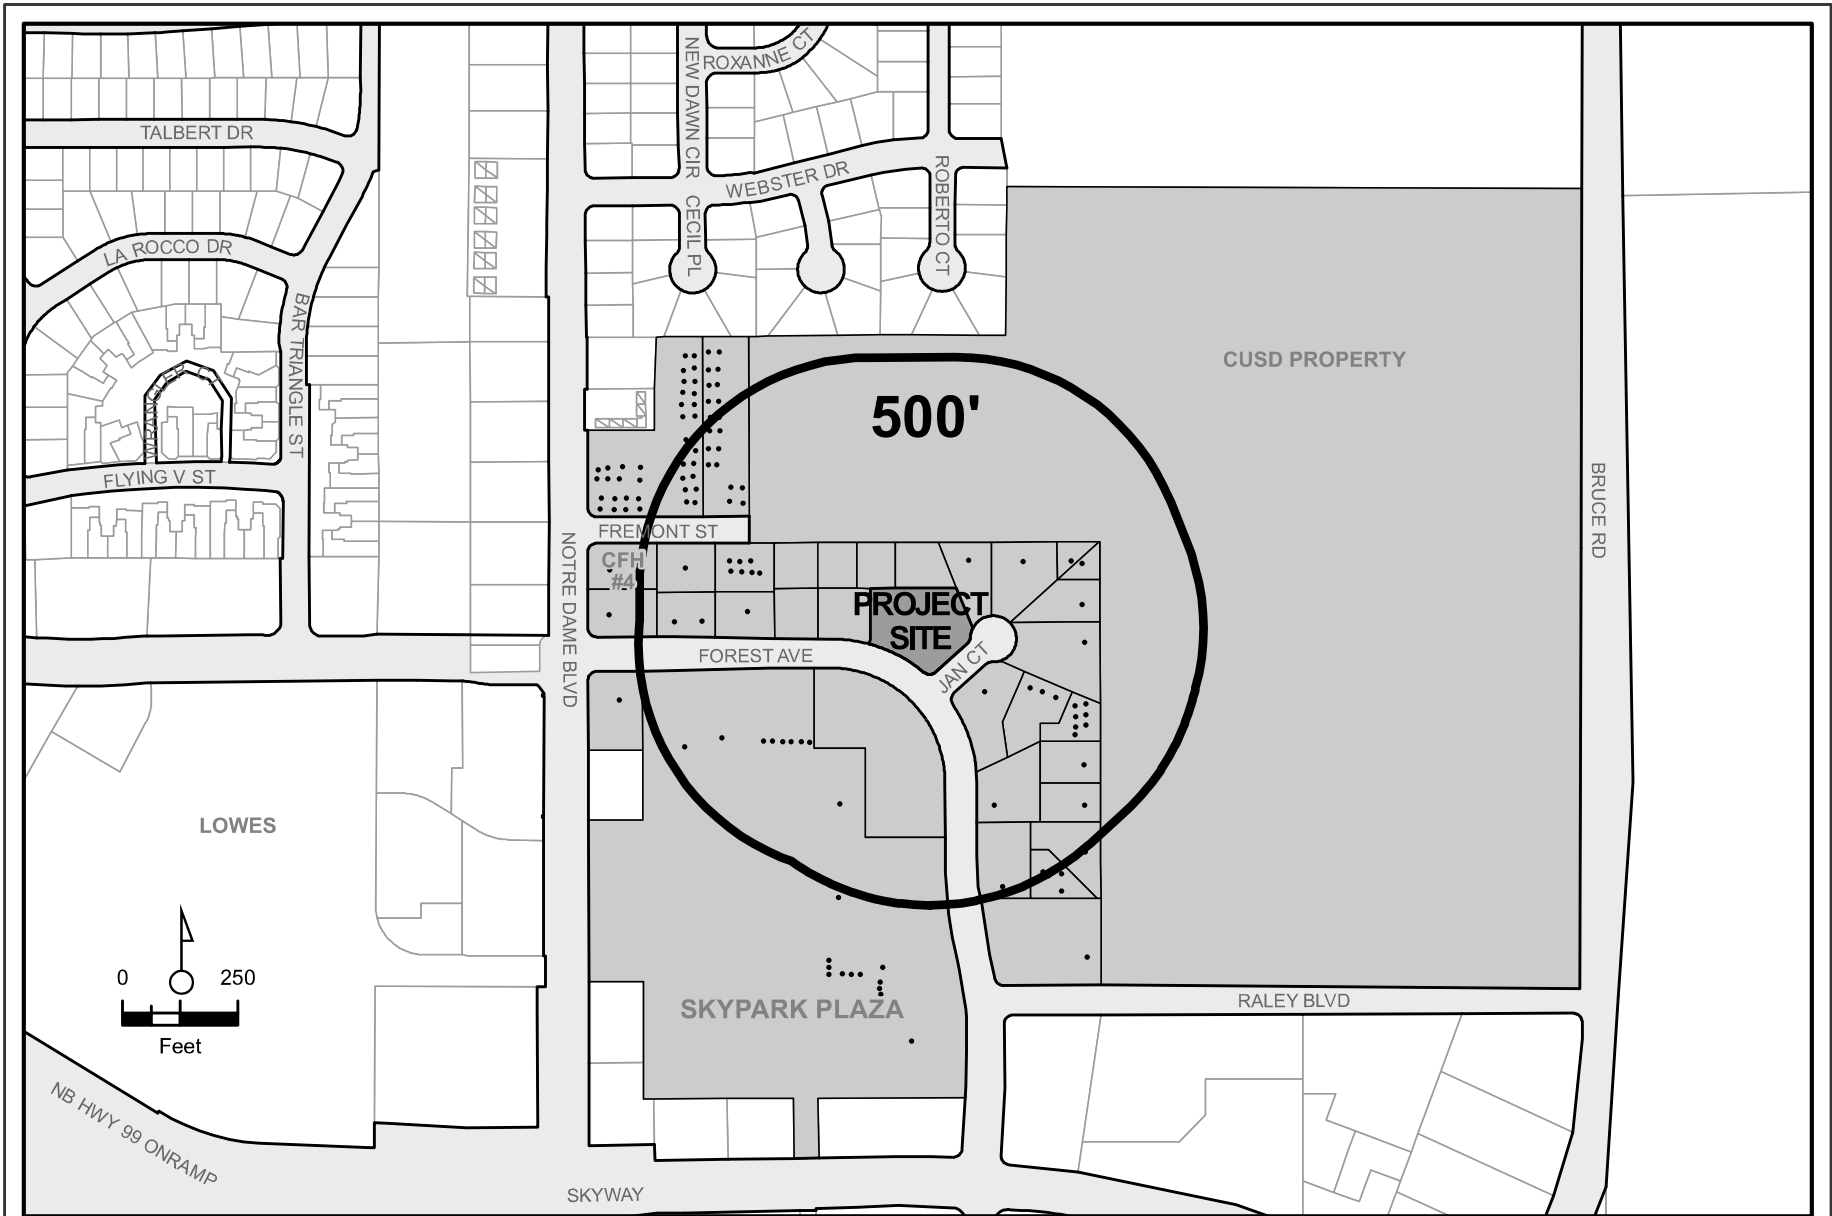 NEW DAWN CIR
ROXANNE CT
TALBERT DR
WEBSTER DR
ROBERTO CT
CECIL PL
LA ROCCO DR
BAR TRIANGLE ST
CUSD PROPERTY
500'
FLYING V ST
BRUCE RD
FREMONT ST
NOTRE DAME BLVD
CFH
#4
PROJECT
SITE
FOREST AVE
JAN CT
LOWES
0
250
Feet
SKYPARK PLAZA
RALEY BLVD
NB HWY 99 ONRAMP
SKYWAY